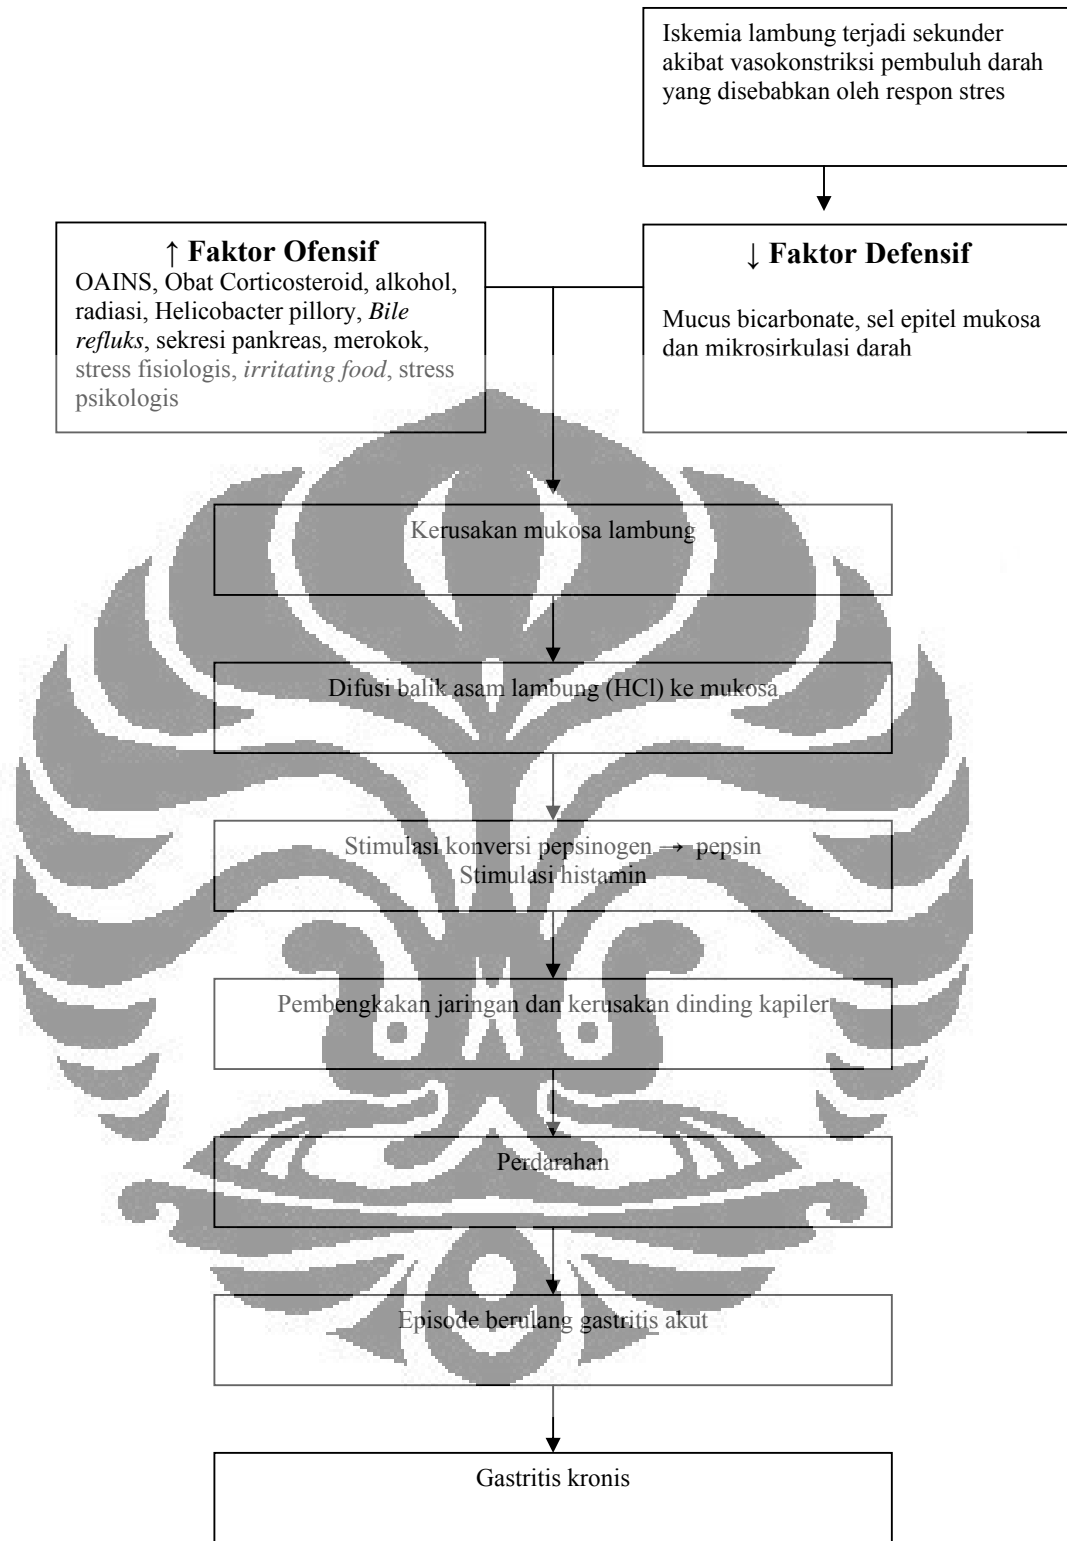 Iskemia lambung terjadi sekunder
akibat vasokonstriksi pembuluh darah
yang disebabkan oleh respon stres
↑ Faktor Ofensif
OAINS, Obat Corticosteroid, alkohol,
radiasi, Helicobacter pillory, Bile
refluks, sekresi pankreas, merokok,
stress fisiologis, irritating food, stress
psikologis
↓ Faktor Defensif
Mucus bicarbonate, sel epitel mukosa
dan mikrosirkulasi darah
Kerusakan mukosa lambung
Difusi balik asam lambung (HCl) ke mukosa
Stimulasi konversi pepsinogen → pepsin
Stimulasi histamin
Pembengkakan jaringan dan kerusakan dinding kapiler
Perdarahan
Episode berulang gastritis akut
Gastritis kronis